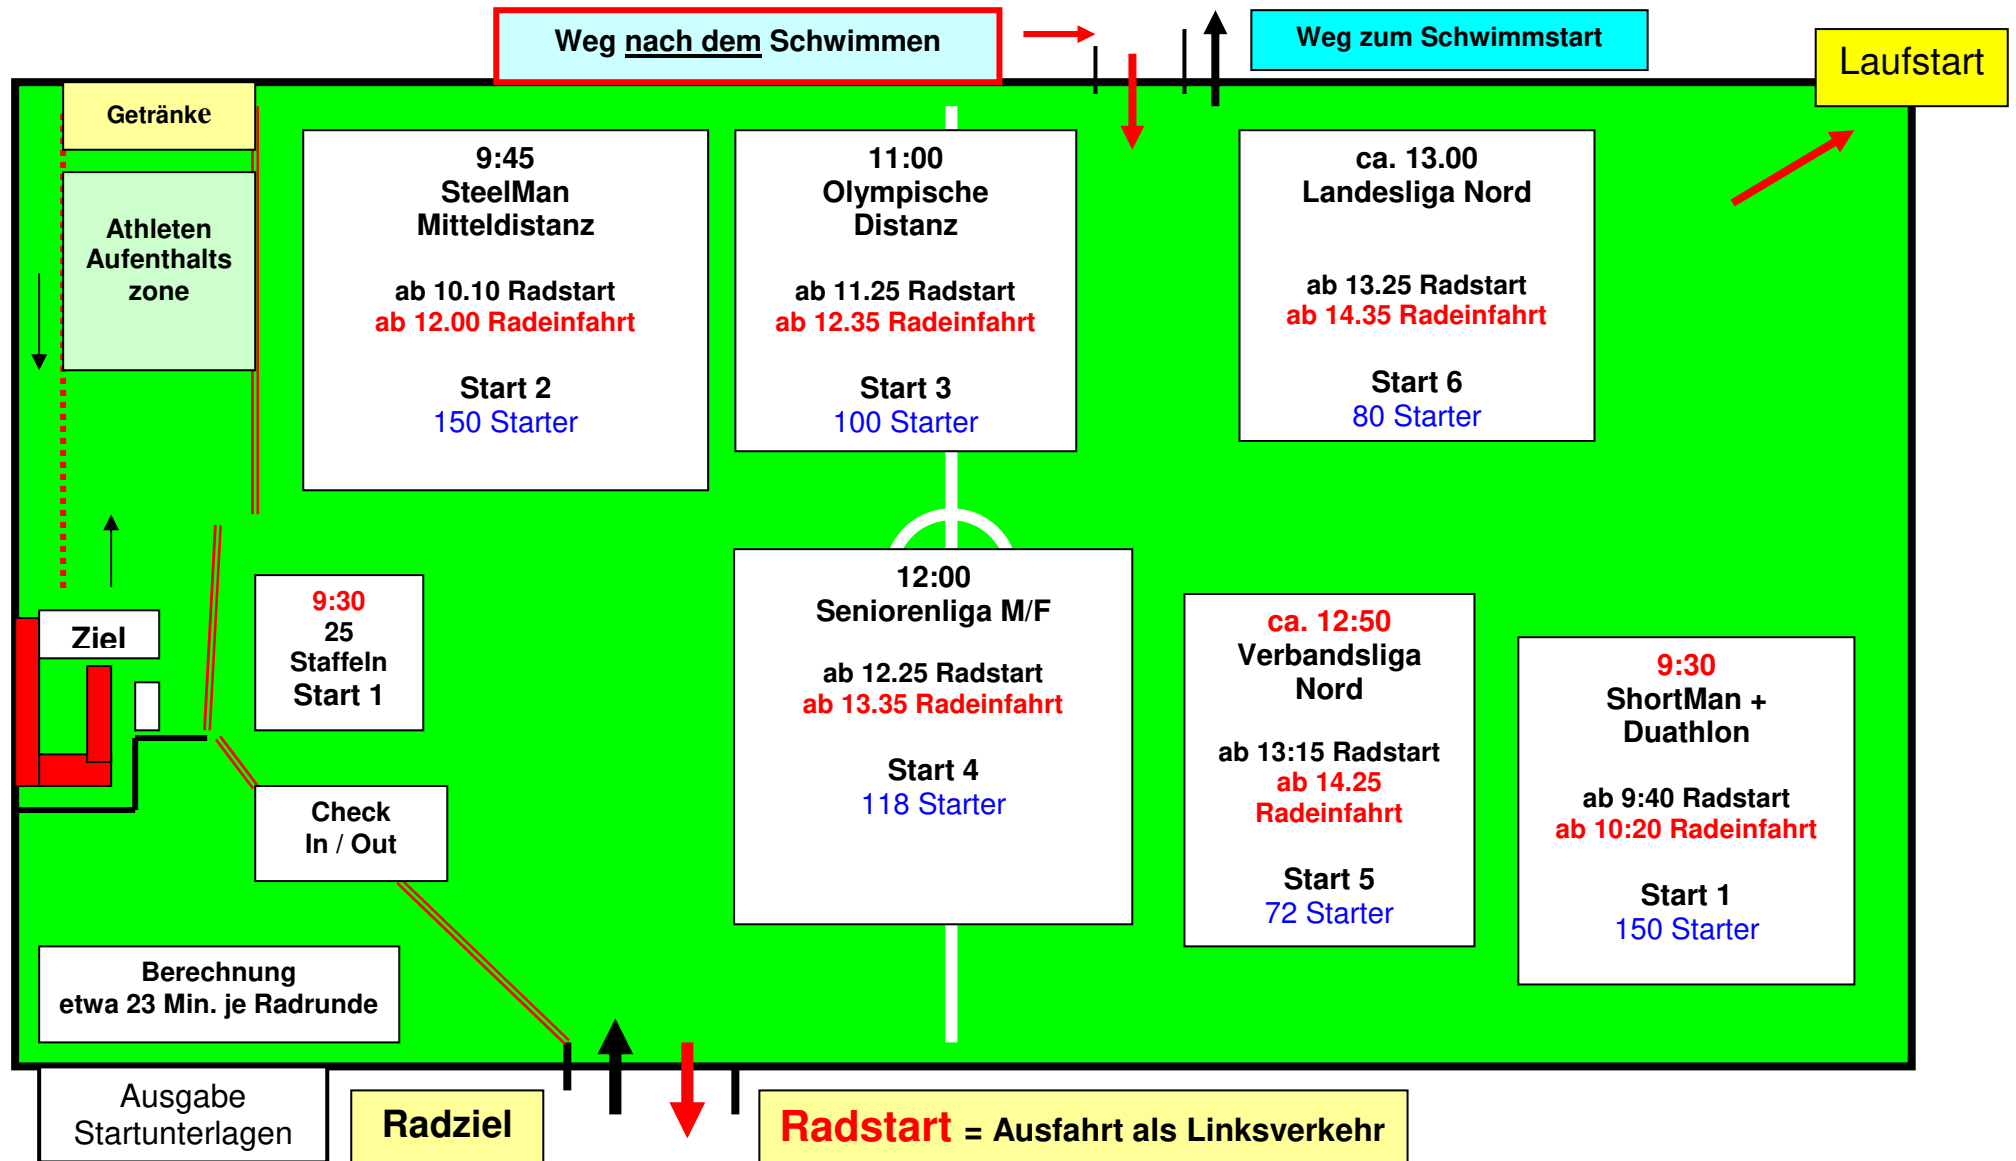 Weg nach dem Schwimmen
Weg zum Schwimmstart
Laufstart
Getränke
Athleten
Aufenthalts
zone
9:45
SteelMan
Mitteldistanz
ab 10.10 Radstart
ab 12.00 Radeinfahrt
Start 2
150 Starter
11:00
Olympische
Distanz
ab 11.25 Radstart
ab 12.35 Radeinfahrt
Start 3
100 Starter
ca. 13.00
Landesliga Nord
ab 13.25 Radstart
ab 14.35 Radeinfahrt
Start 6
80 Starter
Ziel
9:30
25
Staffeln
Start 1
12:00
Seniorenliga M/F
ab 12.25 Radstart
ab 13.35 Radeinfahrt
Start 4
118 Starter
ca. 12:50
Verbandsliga
Nord
ab 13:15 Radstart
ab 14.25
Radeinfahrt
Start 5
72 Starter
9:30
ShortMan +
Duathlon
ab 9:40 Radstart
ab 10:20 Radeinfahrt
Start 1
150 Starter
Check
In / Out
Berechnung
etwa 23 Min. je Radrunde
Ausgabe
Startunterlagen
Radziel
Radstart = Ausfahrt als Linksverkehr